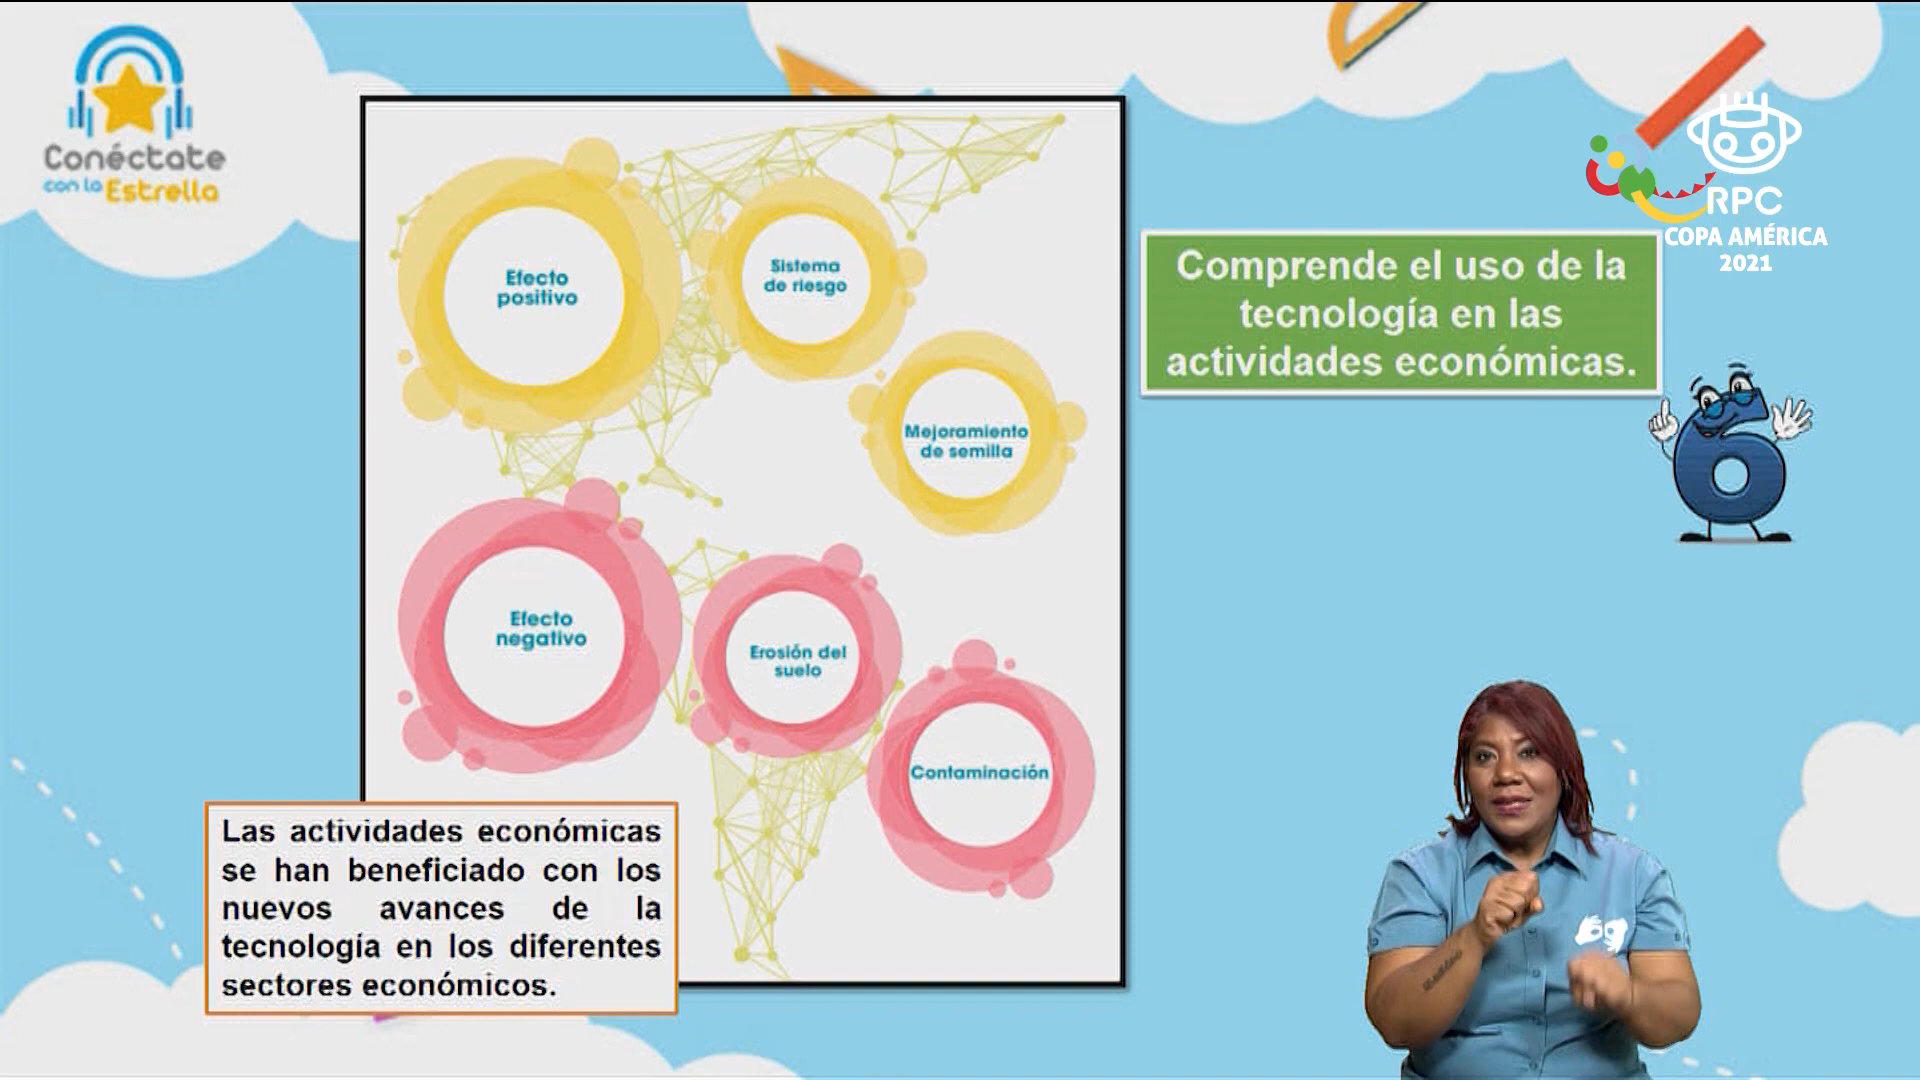 Conéctate
con la Estrella
Efecto
positivo
Sistema
de riesgo
Mejoramiento
de semilla
Efecto
negativo
Erosión del
suelo
Contaminación
Las actividades económicas
se han beneficiado con los
nuevos avances de la
tecnología en los diferentes
sectores económicos.
Comprende el uso de la
tecnología en las
actividades económicas.
RPC
COPA AMÉRICA
2021
6